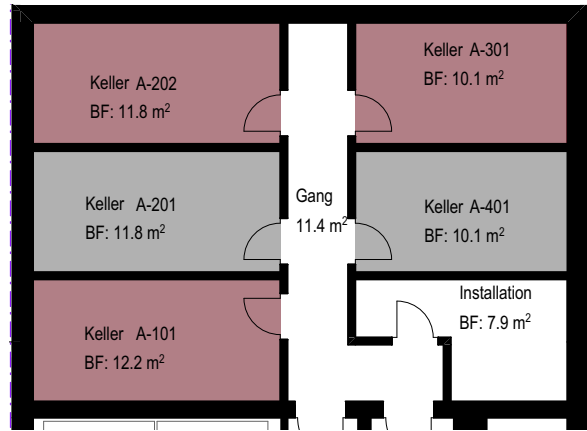 Keller A-202
BF: 11.8 m²
Keller A-301
BF: 10.1 m²
Keller A-201
BF: 11.8 m²
Gang
11.4 m²
Keller A-401
BF: 10.1 m²
Keller A-101
BF: 12.2 m²
Installation
BF: 7.9 m²